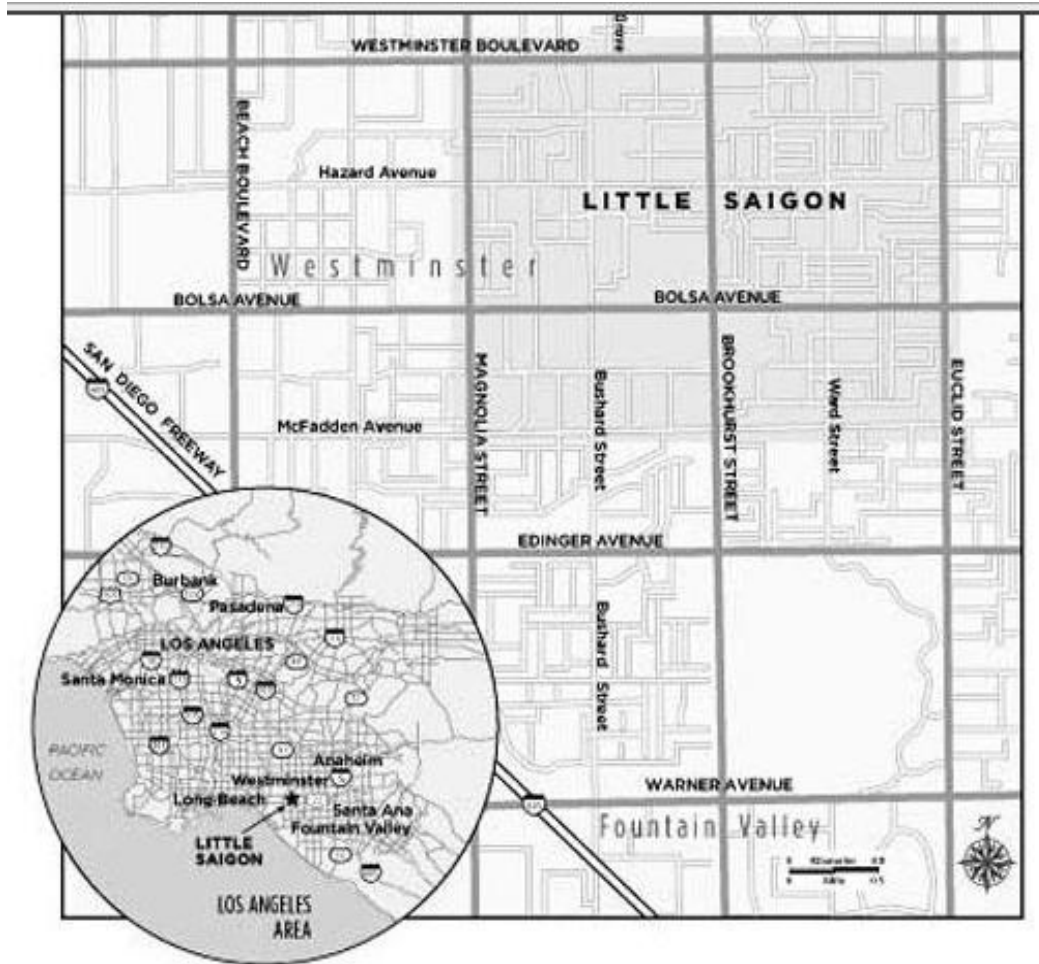 Grove
WESTMINSTER BOULEVARD
BEACH BOULEVARD
Hazard Avenue
LITTLE SAIGON
Westminster
BOLSA AVENUE
BOLSA AVENUE
SAN DIEGO FREEWAY
MAGNOLIA STREET
Bushard Street
BROOKHURST STREET
Ward Street
EUCLID STREET
McFadden Avenue
EDINGER AVENUE
Bushard Street
Burbank
Pasadena
LOS ANGELES
Santa Monica
PACIFIC
OCEAN
Anaheim
Westminster
Long Beach
Santa Ana
Fountain Valley
LITTLE
SAIGON
LOS ANGELES
AREA
WARNER AVENUE
Fountain Valley
N